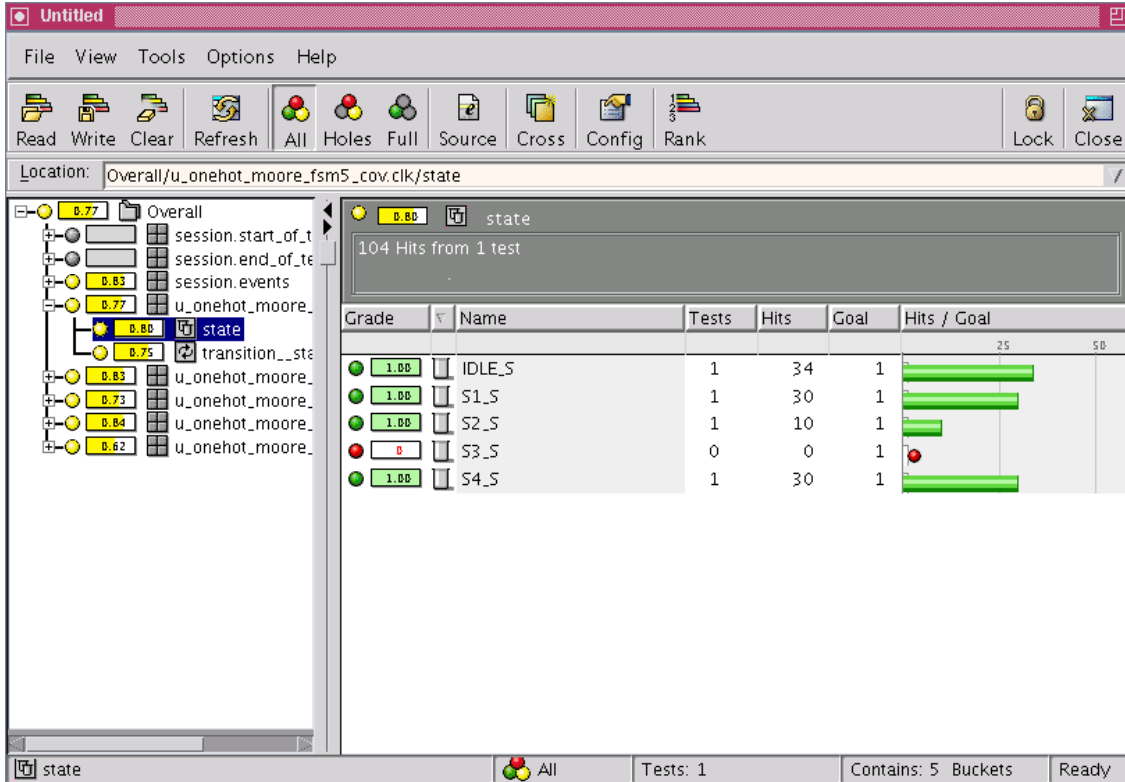 Untitled
File View Tools Options Help
Read Write Clear Refresh All Holes Full Source Cross Config Rank Lock Close
Location: Overall/u_onehot_moore_fsm5_cov.clk/state
0.77 Overall
session.start_of_t
session.end_of_te
0.83 session.events
0.77 u_onehot_moore_
0.80 state
0.75 transition__sta
0.83 u_onehot_moore_
0.73 u_onehot_moore_
0.84 u_onehot_moore_
0.62 u_onehot_moore_
0.80 state
104 Hits from 1 test
Grade Name Tests Hits Goal Hits / Goal
25 50
1.00 IDLE_S 1 34 1
1.00 S1_S 1 30 1
1.00 S2_S 1 10 1
0 S3_S 0 0 1
1.00 S4_S 1 30 1
state All Tests: 1 Contains: 5 Buckets Ready